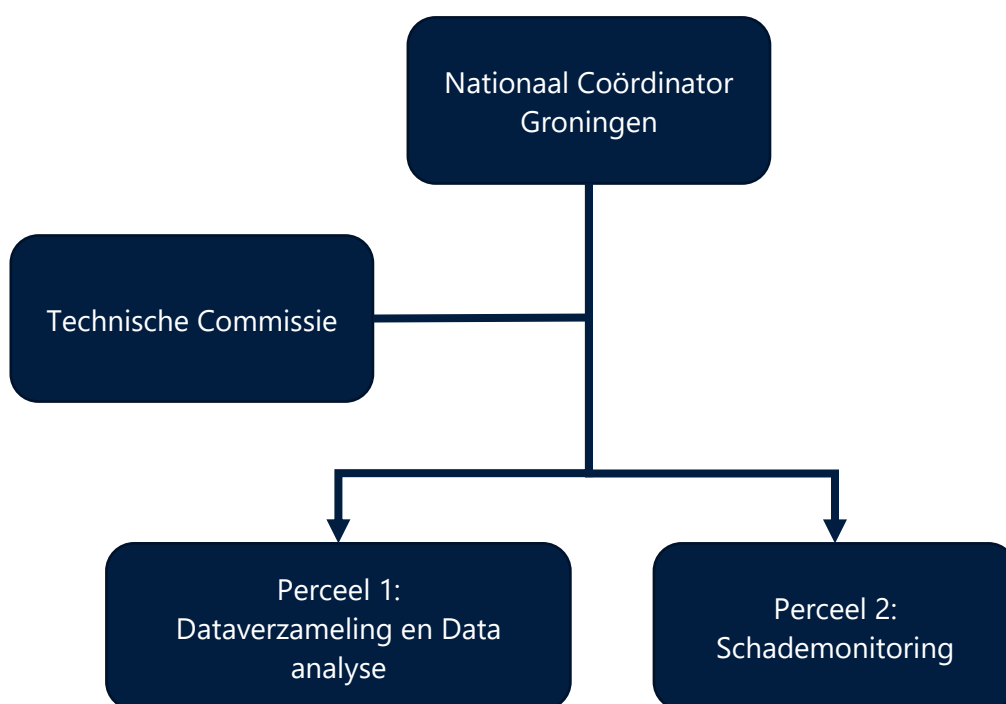 Nationaal Coördinator
Groningen
Technische Commissie
Perceel 1:
Dataverzameling en Data
analyse
Perceel 2:
Schademonitoring